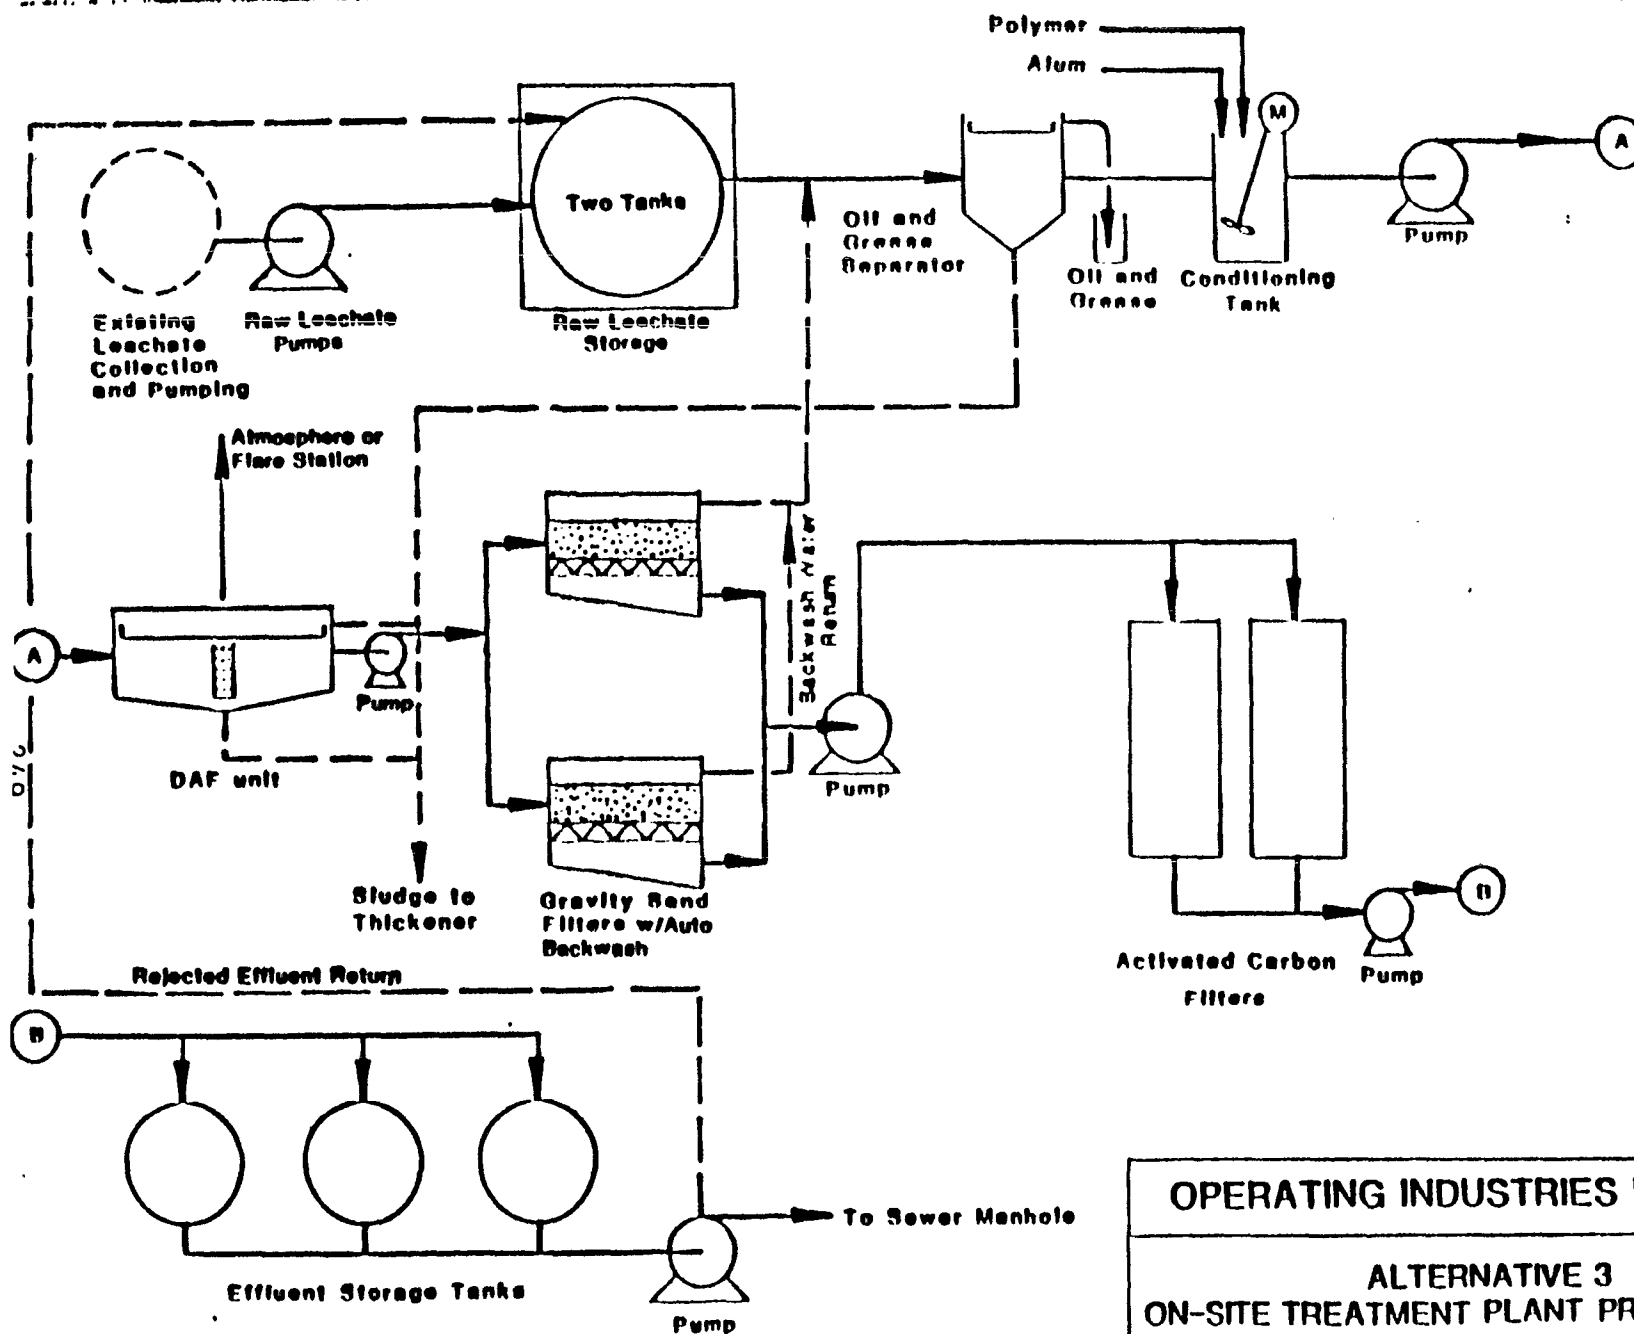 Polymer
Alum
M
A
Two Tanks
Oil and
Grease
Separator
Pump
Oil and
Grease
Conditioning
Tank
Existing
Leachate
Collection
and Pumping
Raw Leachate
Pumps
Raw Leachate
Storage
Atmosphere or
Flare Station
Backwash Water
Return
A
Pump
DAF unit
Pump
Sludge to
Thickener
Gravity Sand
Filters w/Auto
Backwash
B
Activated Carbon
Filters
Pump
Rejected Effluent Return
B
To Sewer Manhole
Effluent Storage Tanks
Pump
OPERATING INDUSTRIES
ALTERNATIVE 3
ON-SITE TREATMENT PLANT